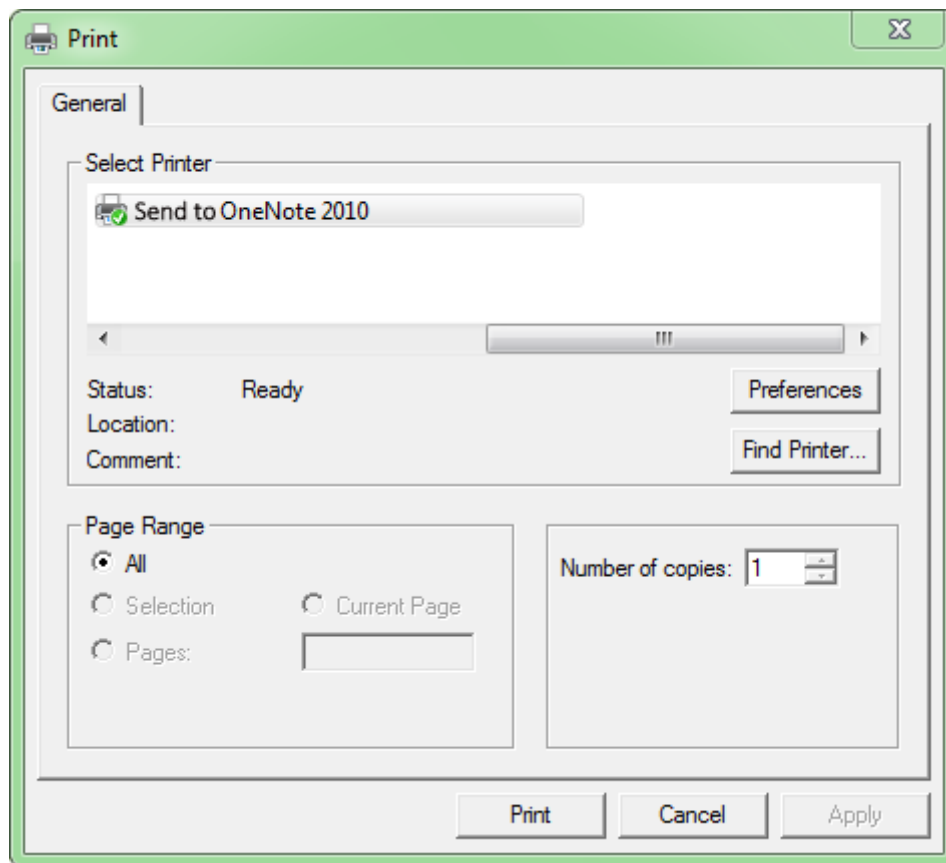 Print
General
Select Printer
Send to OneNote 2010
Status: Ready
Preferences
Location:
Comment:
Find Printer...
Page Range
All
Selection
Current Page
Pages:
Number of copies: 1
Print
Cancel
Apply